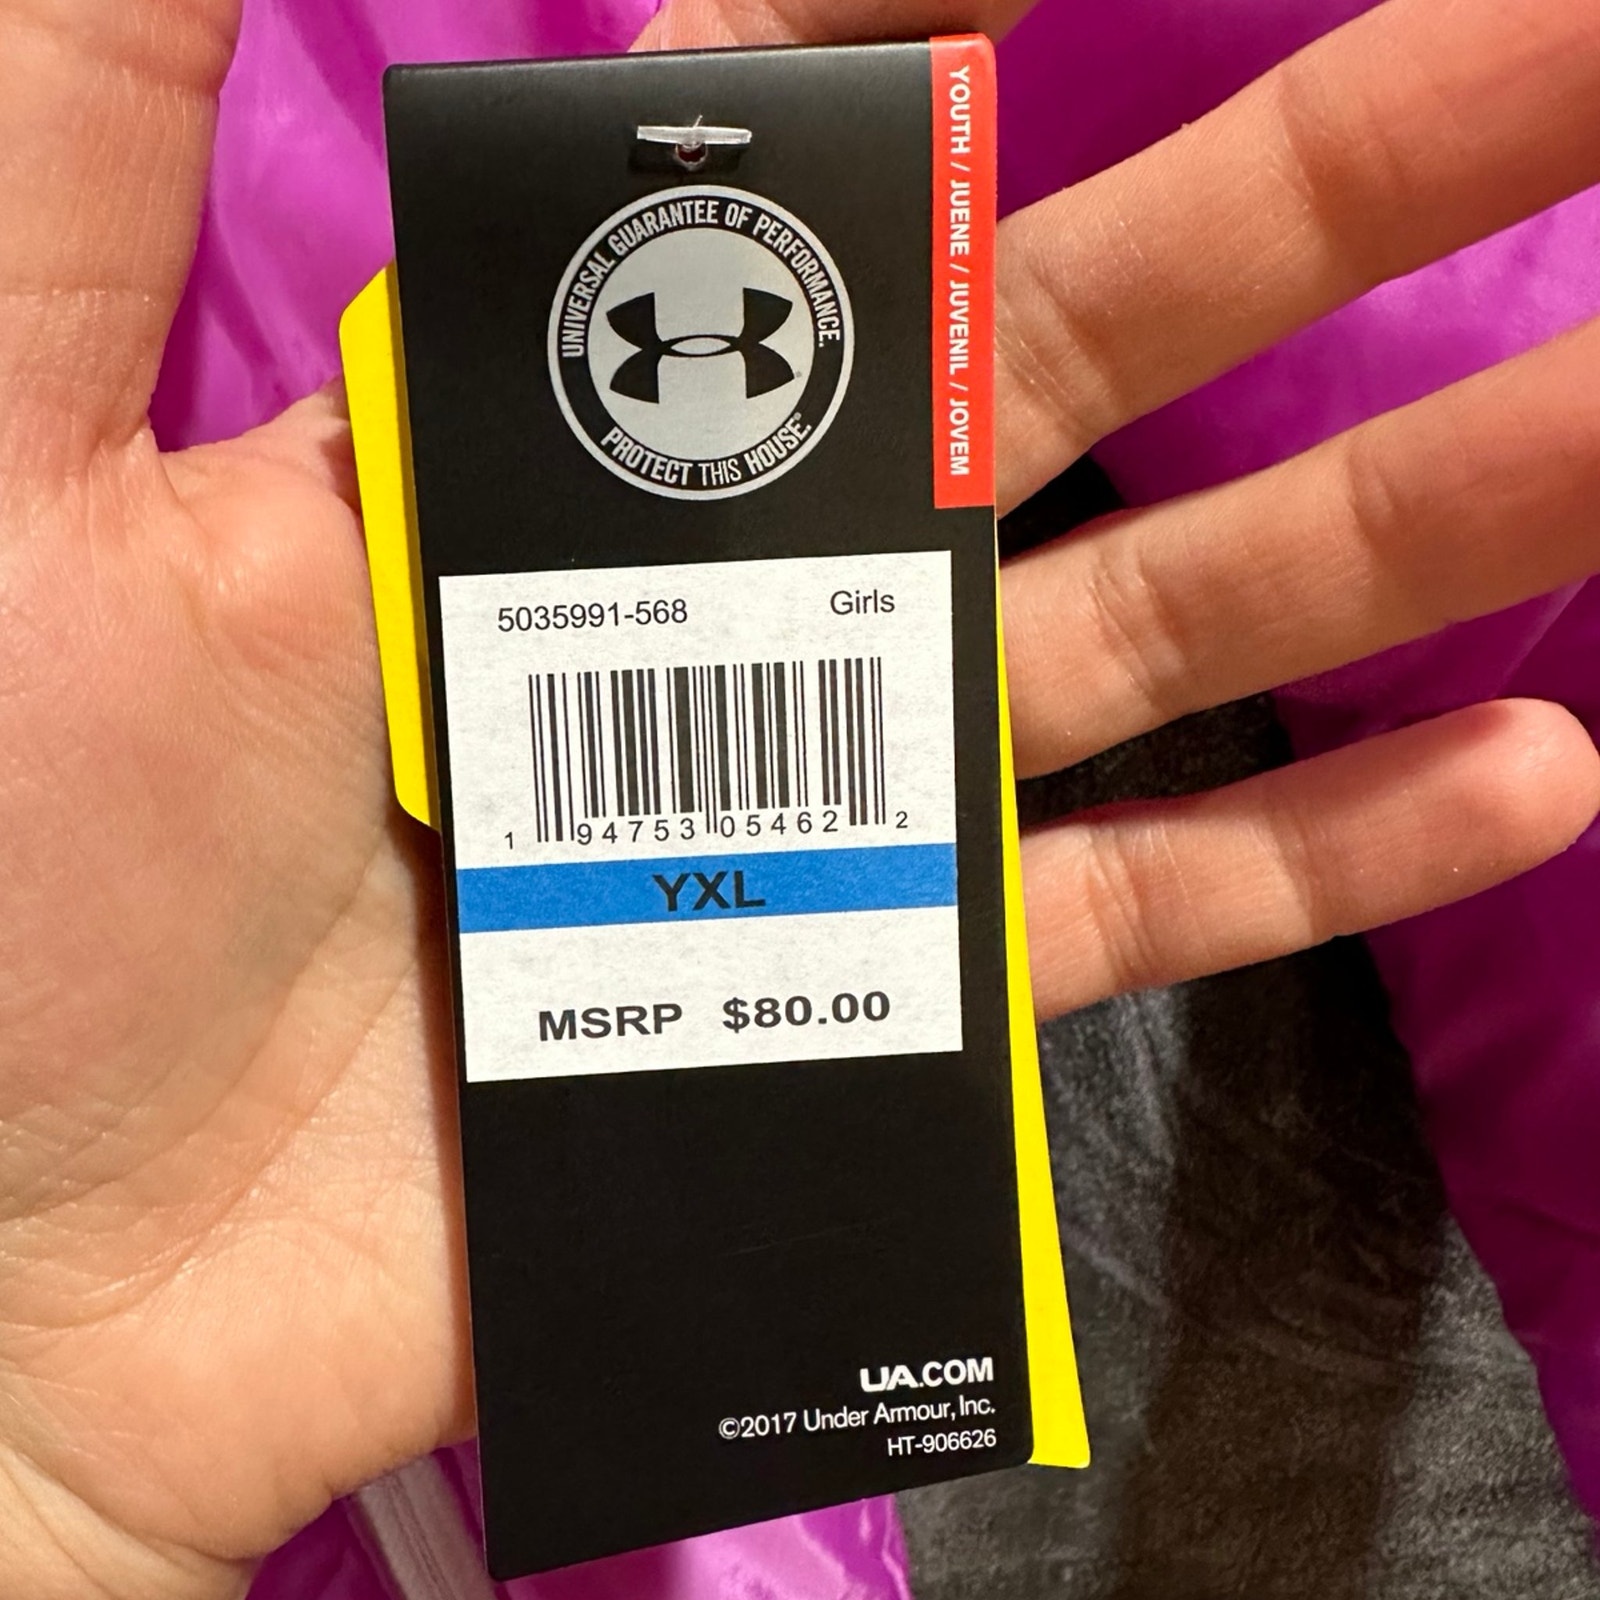 YOUTH / JUENE / JUVENIL / JOVEM
UNIVERSAL GUARANTEE OF PERFORMANCE.
PROTECT THIS HOUSE.®
5035991-568 Girls
1 94753 05462 2
YXL
MSRP $80.00
UA.COM
©2017 Under Armour, Inc.
HT-906626